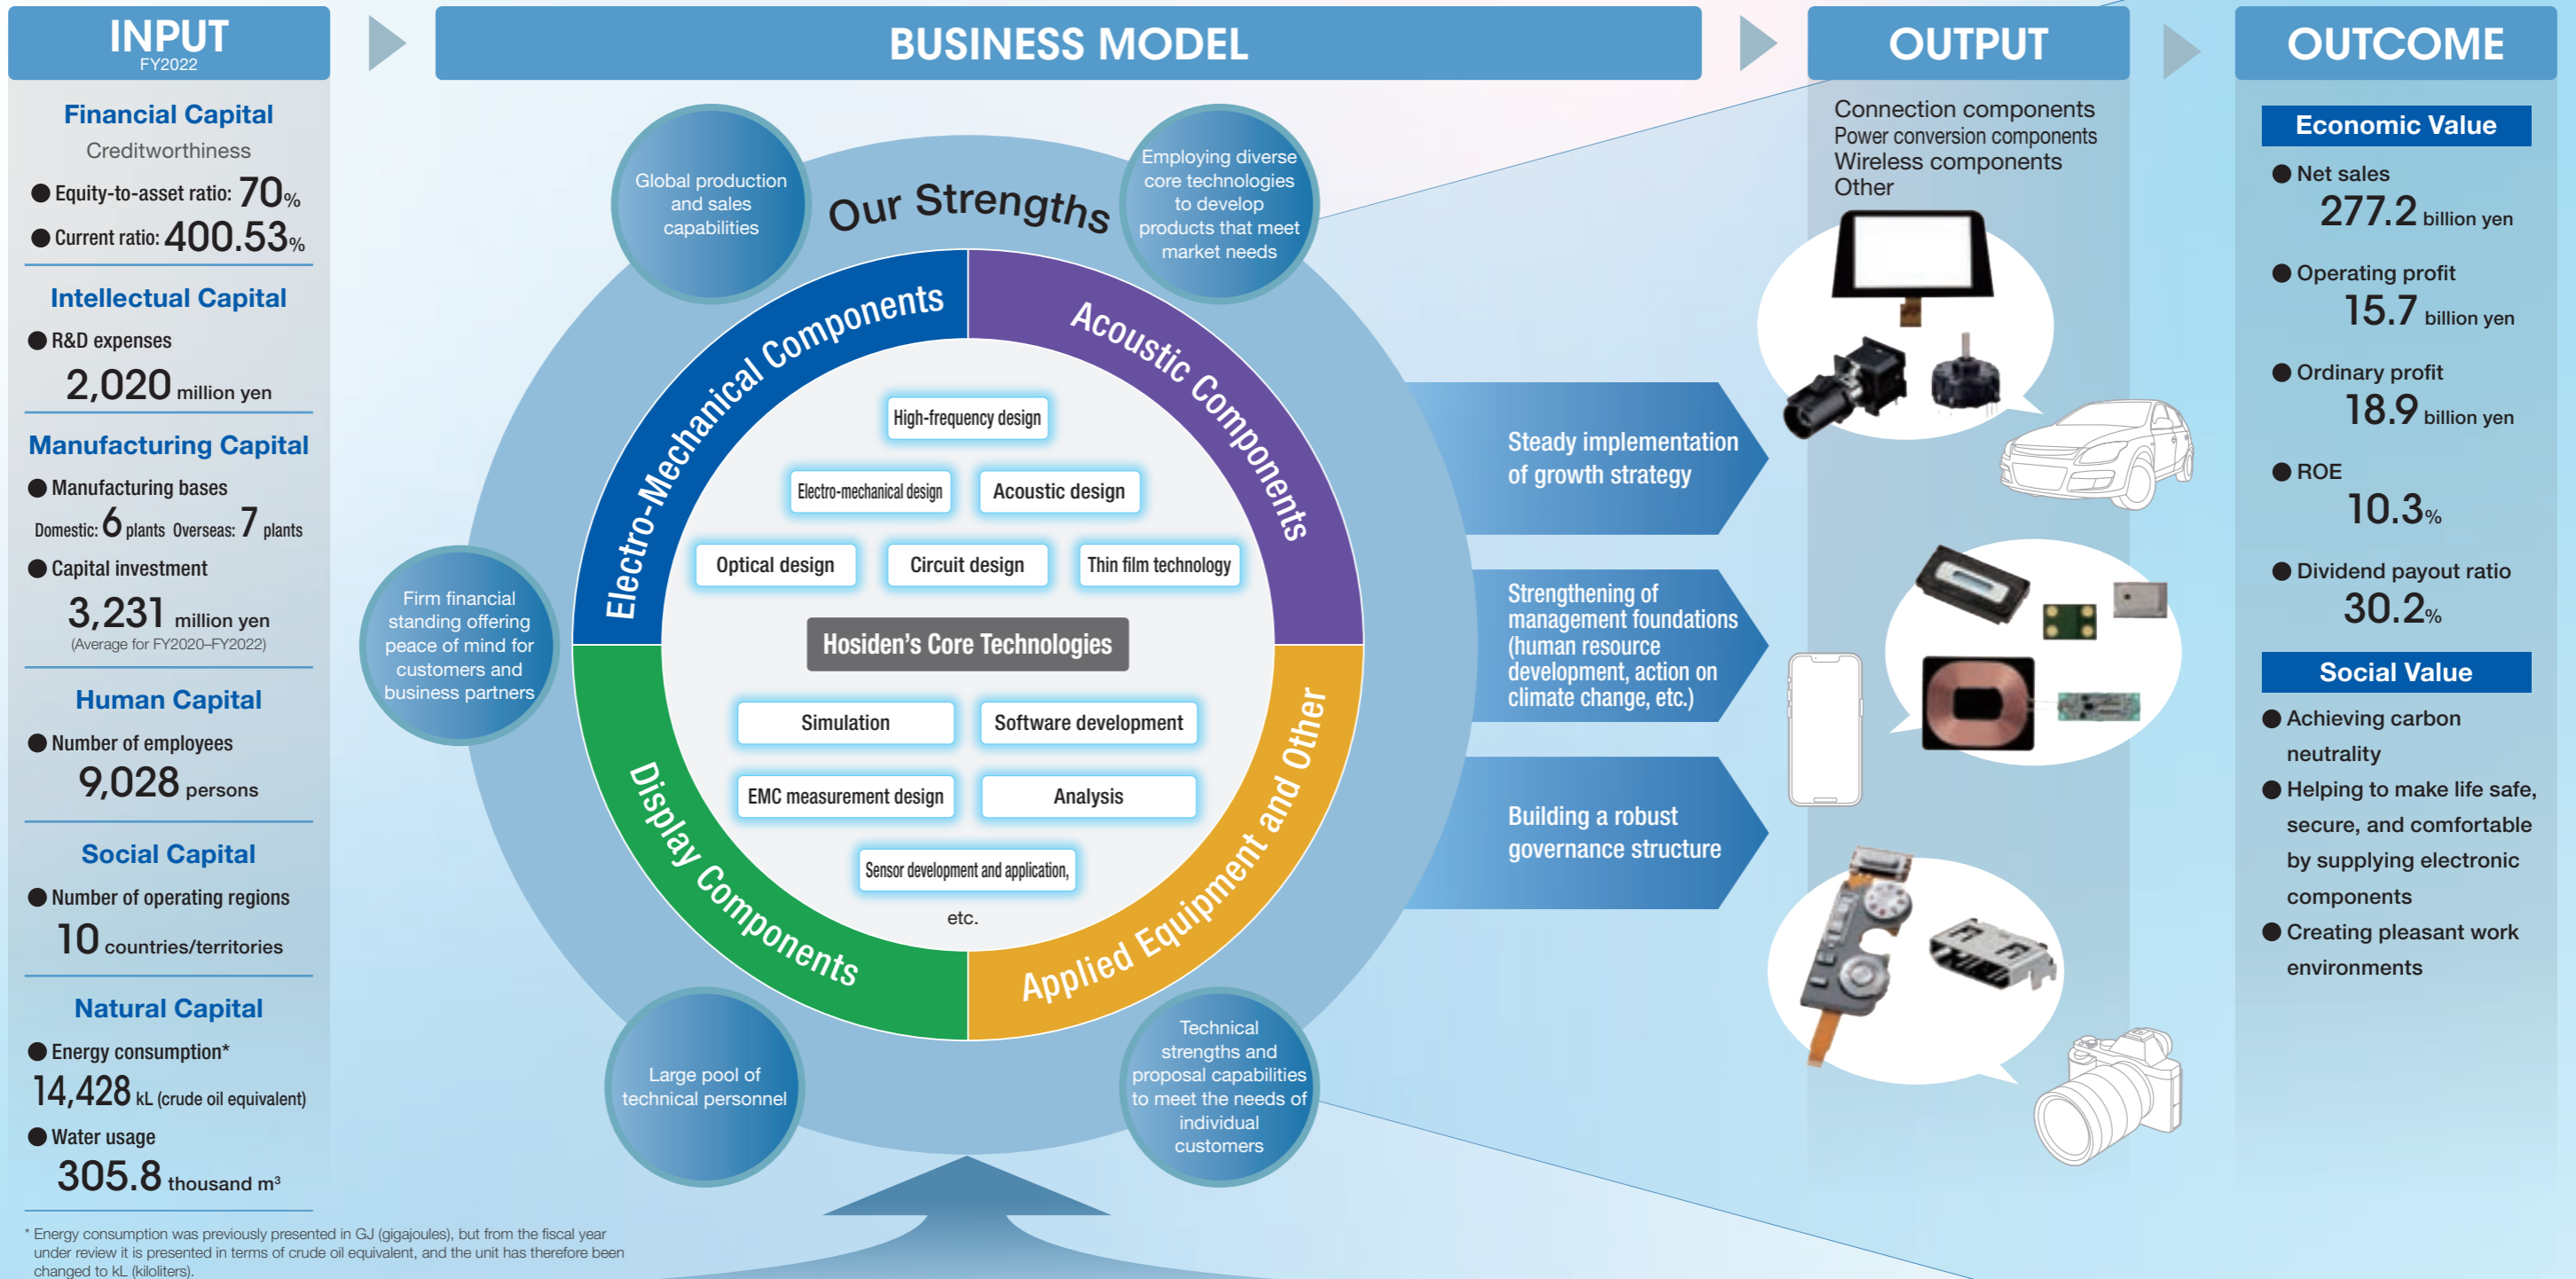 INPUT
FY2022
Financial Capital
Creditworthiness
● Equity-to-asset ratio: 70%
● Current ratio: 400.53%
Intellectual Capital
● R&D expenses
2,020 million yen
Manufacturing Capital
● Manufacturing bases
Domestic: 6 plants Overseas: 7 plants
● Capital investment
3,231 million yen
(Average for FY2020–FY2022)
Human Capital
● Number of employees
9,028 persons
Social Capital
● Number of operating regions
10 countries/territories
Natural Capital
● Energy consumption*
14,428 kL (crude oil equivalent)
● Water usage
305.8 thousand m³
* Energy consumption was previously presented in GJ (gigajoules), but from the fiscal year
under review it is presented in terms of crude oil equivalent, and the unit has therefore been
changed to kL (kiloliters).
BUSINESS MODEL
Our Strengths
Global production
and sales
capabilities
Employing diverse
core technologies
to develop
products that meet
market needs
Firm financial
standing offering
peace of mind for
customers and
business partners
Large pool of
technical personnel
Technical
strengths and
proposal capabilities
to meet the needs of
individual
customers
Electro-Mechanical Components
Acoustic Components
Display Components
Applied Equipment and Other
High-frequency design
Electro-mechanical design
Acoustic design
Optical design
Circuit design
Thin film technology
Hosiden's Core Technologies
Simulation
Software development
EMC measurement design
Analysis
Sensor development and application,
etc.
Steady implementation
of growth strategy
Strengthening of
management foundations
(human resource
development, action on
climate change, etc.)
Building a robust
governance structure
OUTPUT
Connection components
Power conversion components
Wireless components
Other
OUTCOME
Economic Value
● Net sales
277.2 billion yen
● Operating profit
15.7 billion yen
● Ordinary profit
18.9 billion yen
● ROE
10.3%
● Dividend payout ratio
30.2%
Social Value
● Achieving carbon
neutrality
● Helping to make life safe,
secure, and comfortable
by supplying electronic
components
● Creating pleasant work
environments